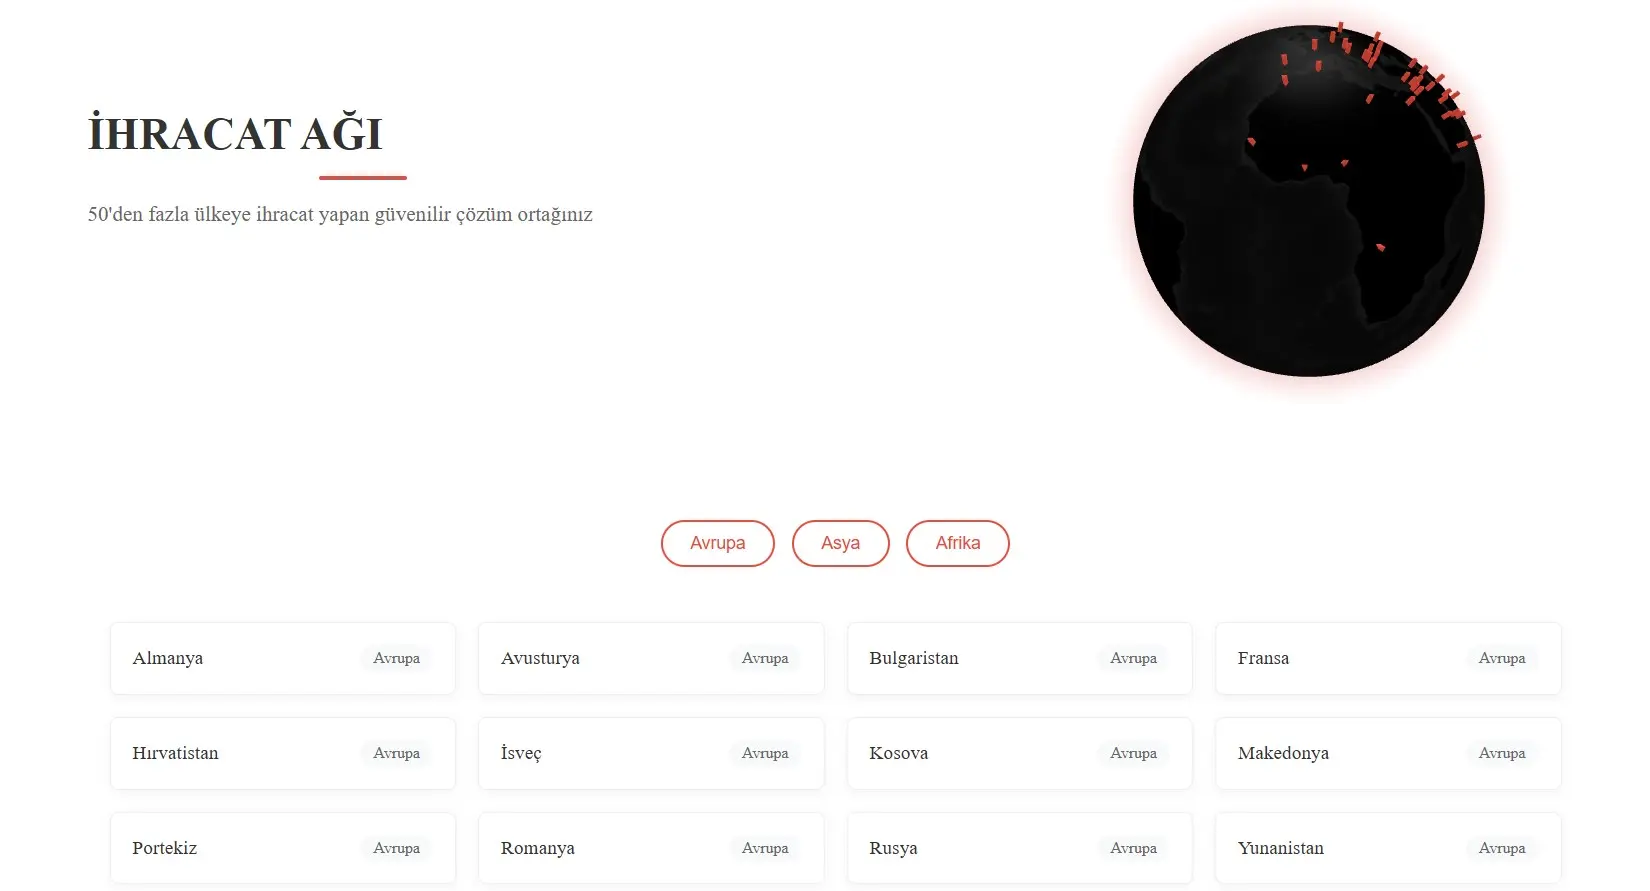 İHRACAT AĞI
50'den fazla ülkeye ihracat yapan güvenilir çözüm ortağınız
Avrupa Asya Afrika
Almanya Avrupa Avusturya Avrupa Bulgaristan Avrupa Fransa Avrupa
Hırvatistan Avrupa İsveç Avrupa Kosova Avrupa Makedonya Avrupa
Portekiz Avrupa Romanya Avrupa Rusya Avrupa Yunanistan Avrupa